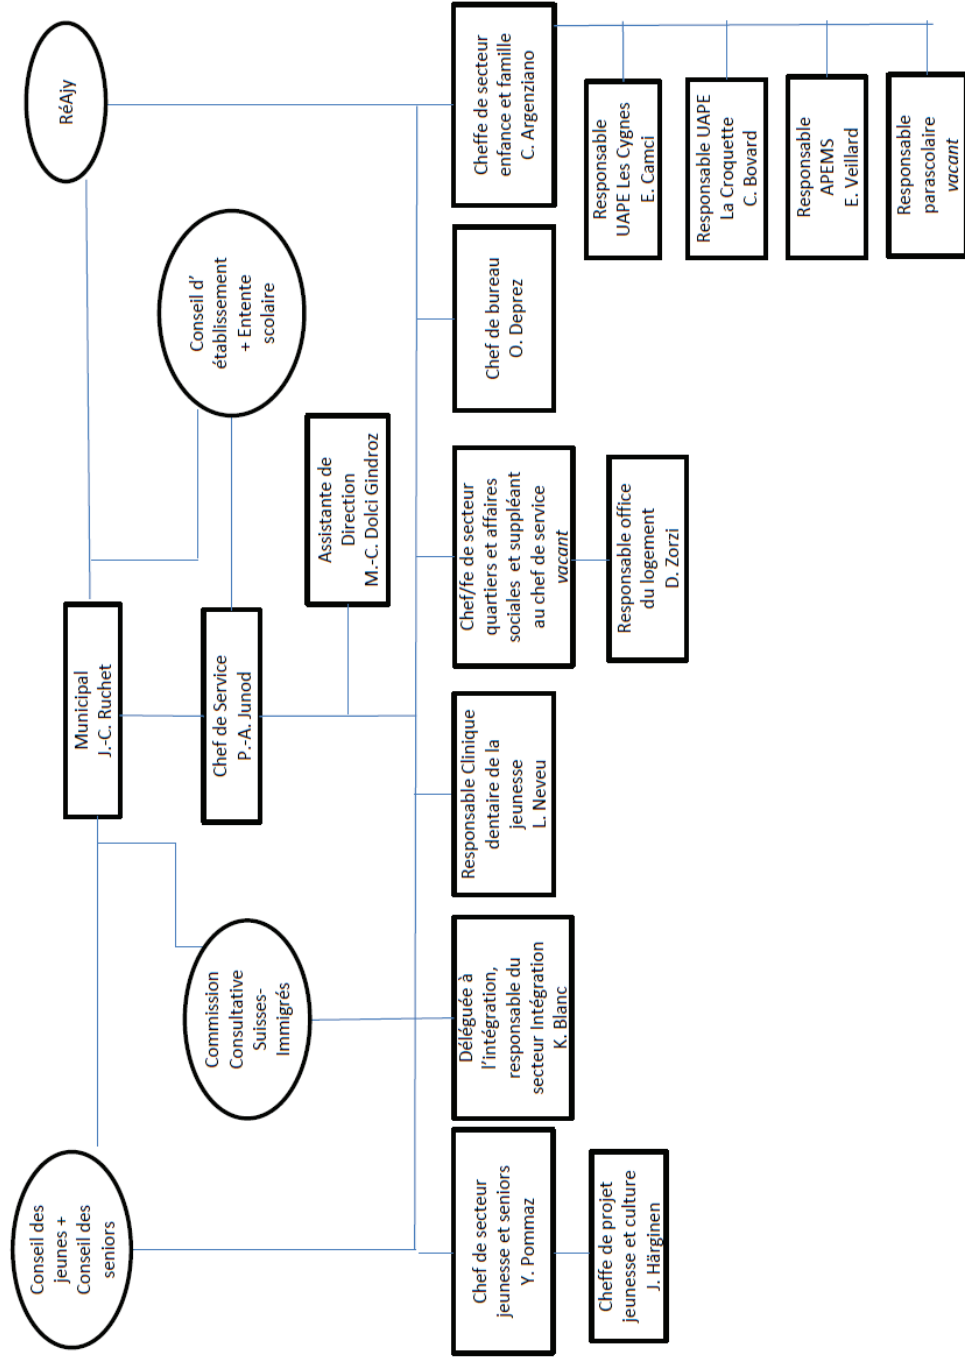 Conseil des
jeunes +
Conseil des
seniors
Municipal
J.-C. Ruchet
RéAjy
Commission
Consultative
Suisses-
Immigrés
Chef de Service
P.-A. Junod
Conseil d’
établissement
+ Entente
scolaire
Assistante de
Direction
M.-C. Dolci Gindroz
Chef de secteur
jeunesse et seniors
Y. Pommaz
Déléguée à
l’intégration,
responsable du
secteur Intégration
K. Blanc
Responsable Clinique
dentaire de la
jeunesse
L. Neveu
Chef/fe de secteur
quartiers et affaires
sociales et suppléant
au chef de service
vacant
Chef de bureau
O. Deprez
Cheffe de secteur
enfance et famille
C. Argenziano
Cheffe de projet
jeunesse et culture
J. Härginen
Responsable office
du logement
D. Zorzi
Responsable
UAPE Les Cygnes
E. Camci
Responsable UAPE
La Croquette
C. Bovard
Responsable
APEMS
E. Veillard
Responsable
parascolaire
vacant